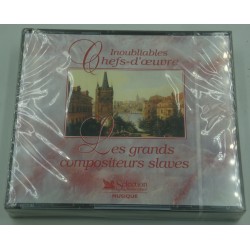 Inoubliables
Chefs-d'œuvre
Les grands
compositeurs slaves
Sélection
MUSIQUE